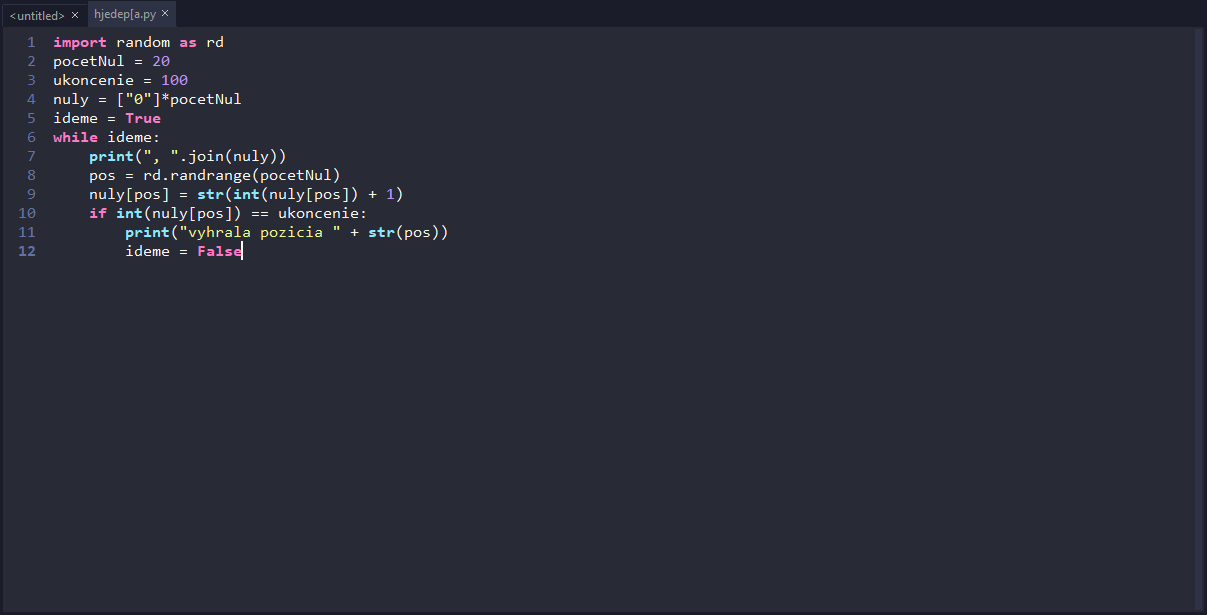 <untitled> × hjedep[a.py ×
1 import random as rd
2 pocetNul = 20
3 ukoncenie = 100
4 nuly = ["0"]*pocetNul
5 ideme = True
6 while ideme:
7     print(", ".join(nuly))
8     pos = rd.randrange(pocetNul)
9     nuly[pos] = str(int(nuly[pos]) + 1)
10     if int(nuly[pos]) == ukoncenie:
11         print("vyhrala pozicia " + str(pos))
12         ideme = False